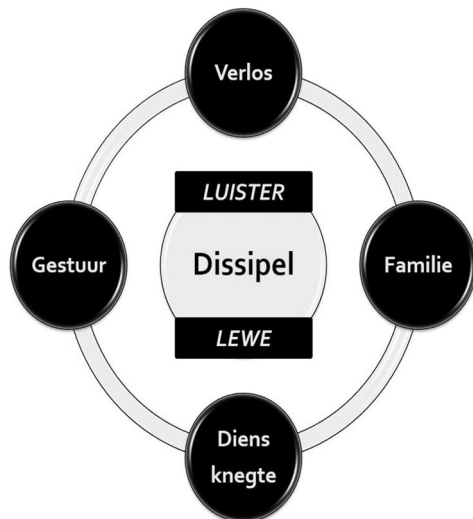 Verlos
LUISTER
Gestuur
Dissipel
Familie
LEWE
Diens
knegte